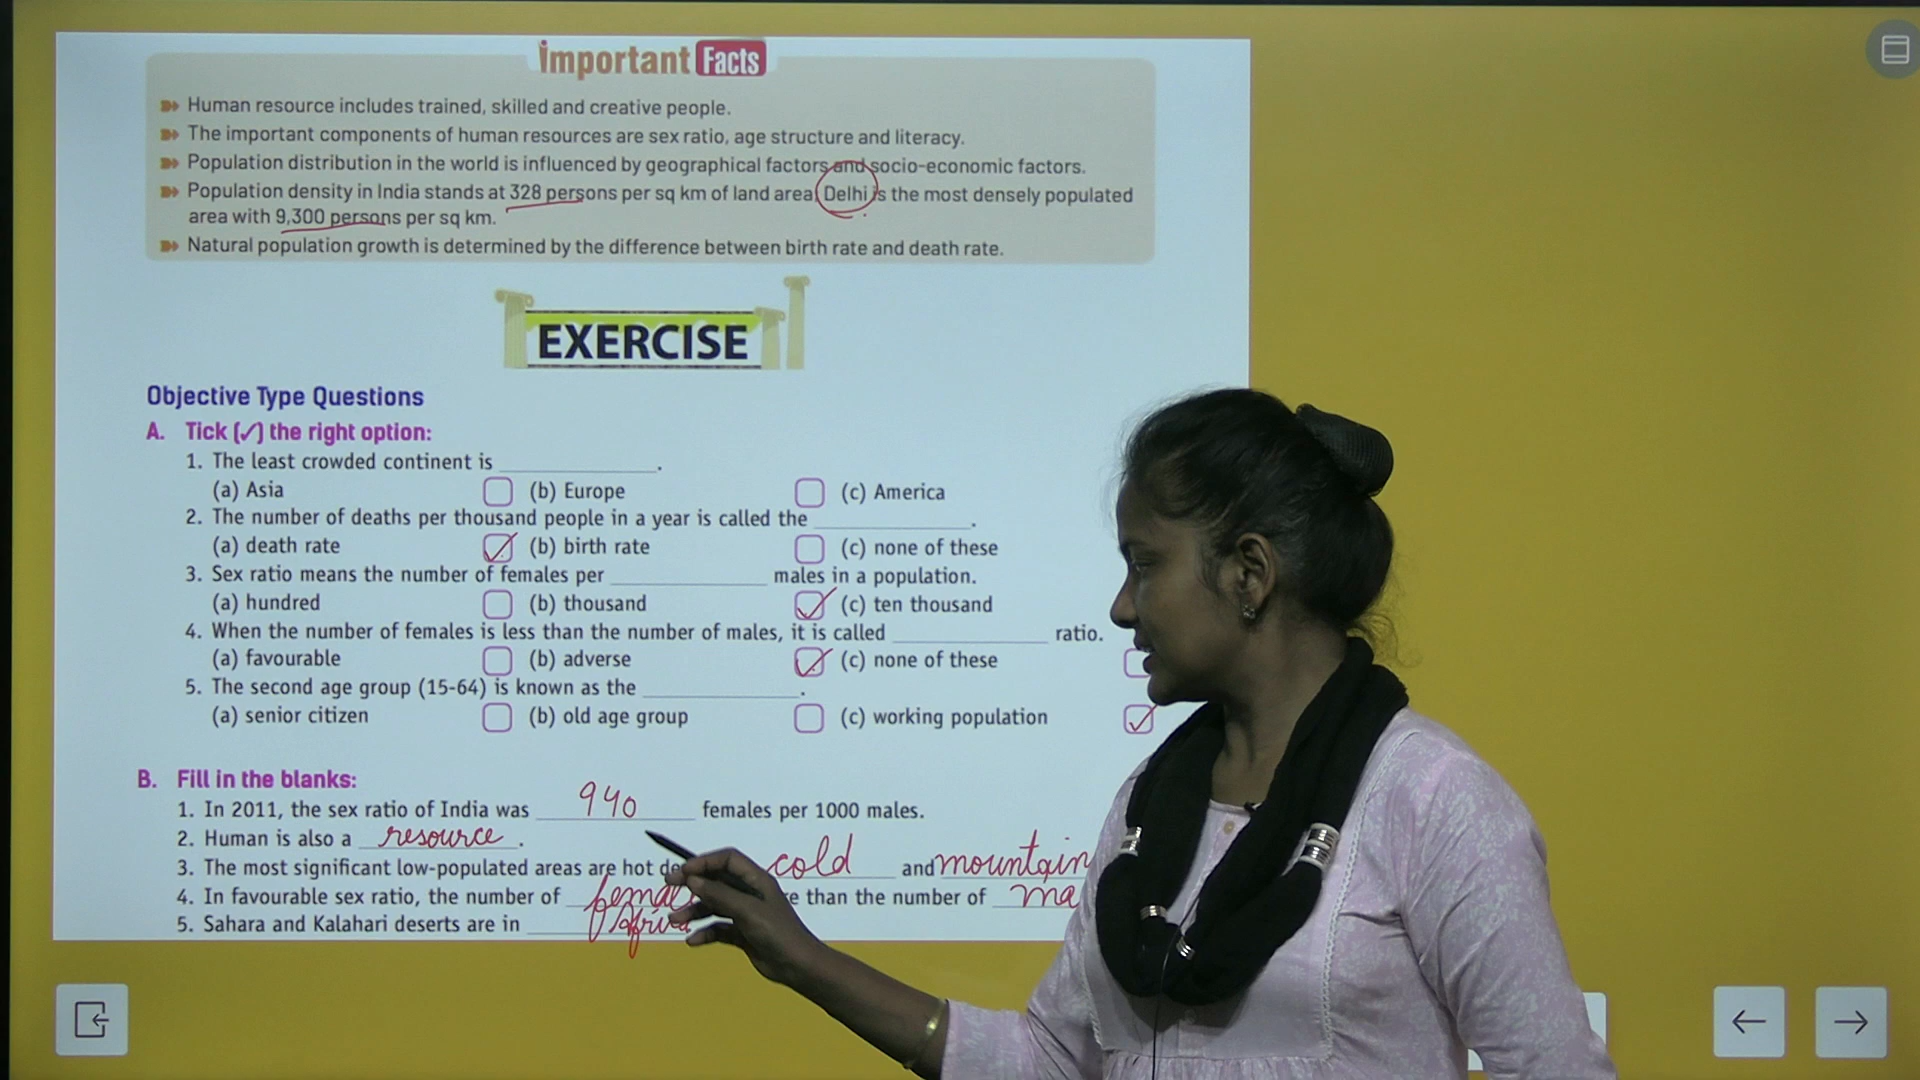 Important Facts
Human resource includes trained, skilled and creative people.
The important components of human resources are sex ratio, age structure and literacy.
Population distribution in the world is influenced by geographical factors and socio-economic factors.
Population density in India stands at 328 persons per sq km of land area. Delhi is the most densely populated
area with 9,300 persons per sq km.
Natural population growth is determined by the difference between birth rate and death rate.
EXERCISE
Objective Type Questions
A. Tick (✓) the right option:
1. The least crowded continent is ____________.
(a) Asia (b) Europe (c) America
2. The number of deaths per thousand people in a year is called the ____________.
(a) death rate ✓ (b) birth rate (c) none of these
3. Sex ratio means the number of females per ____________ males in a population.
(a) hundred (b) thousand ✓ (c) ten thousand
4. When the number of females is less than the number of males, it is called ____________ ratio.
(a) favourable (b) adverse ✓ (c) none of these
5. The second age group (15-64) is known as the ____________.
(a) senior citizen (b) old age group (c) working population ✓
B. Fill in the blanks:
1. In 2011, the sex ratio of India was 940 females per 1000 males.
2. Human is also a resource.
3. The most significant low-populated areas are hot cold and mountain
4. In favourable sex ratio, the number of than the number of
5. Sahara and Kalahari deserts are in